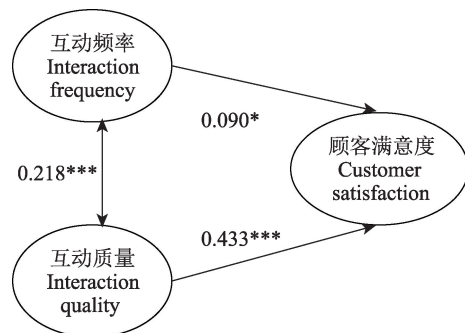 互动频率
Interaction
frequency
0.090*
顾客满意度
Customer
satisfaction
0.218***
0.433***
互动质量
Interaction
quality